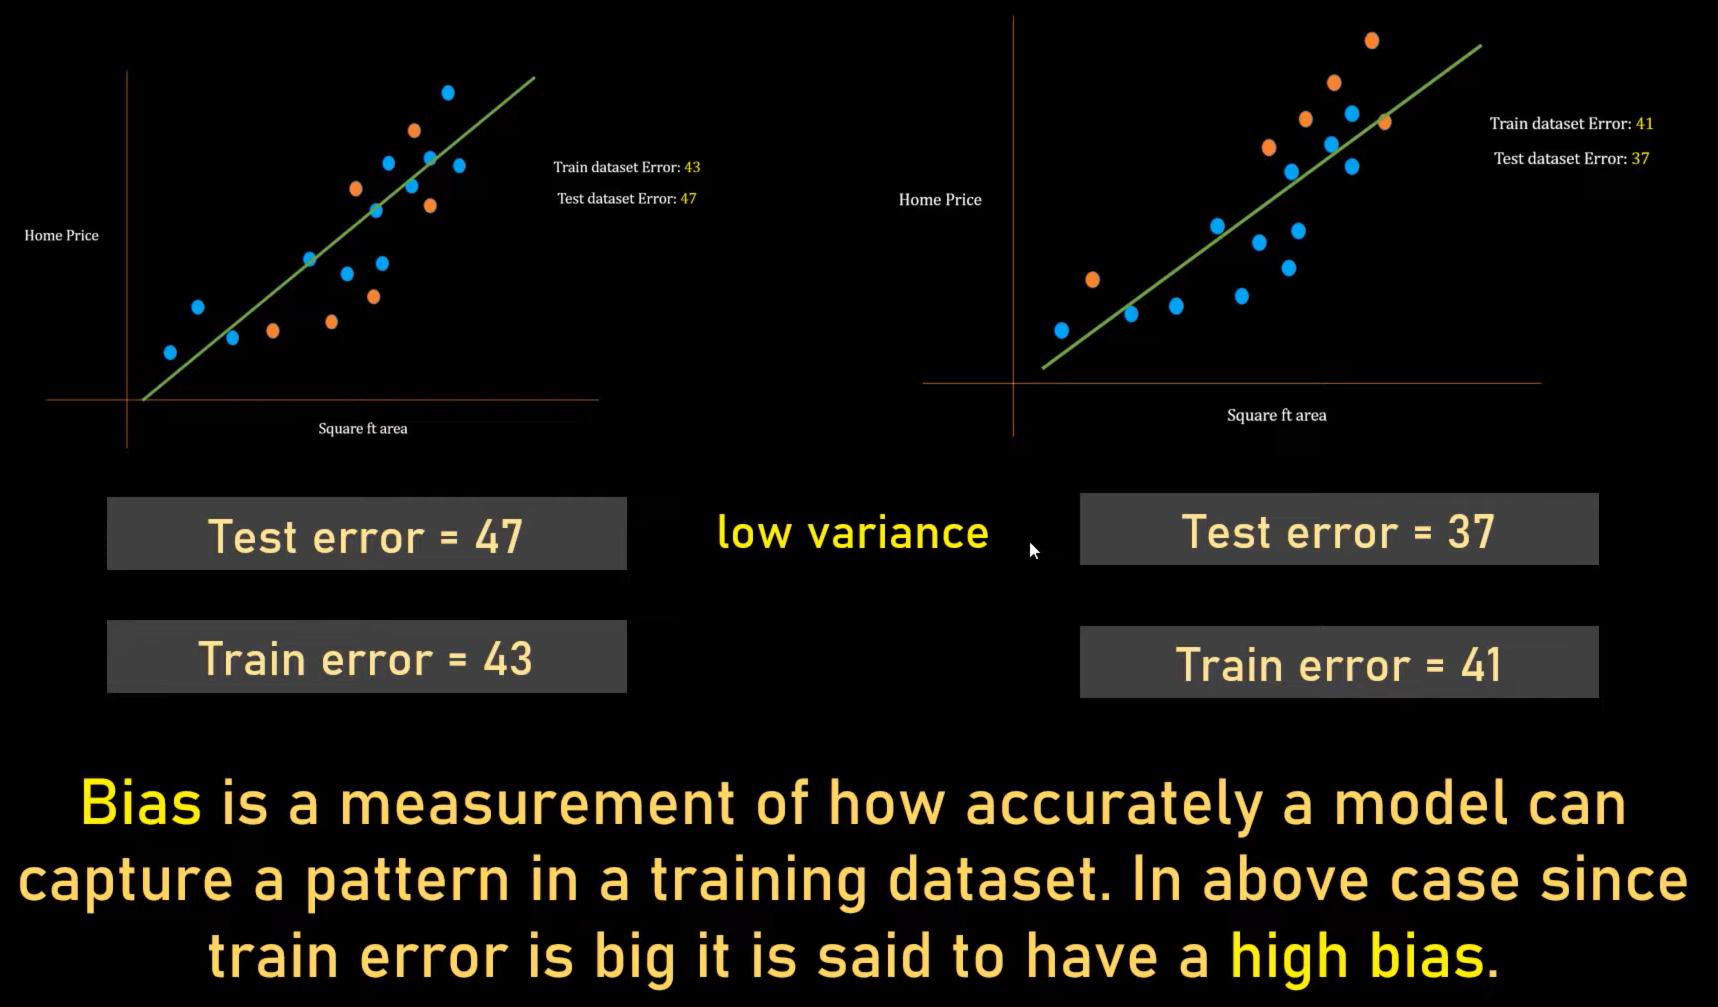 Train dataset Error: 43
Test dataset Error: 47
Home Price
Square ft area
Train dataset Error: 41
Test dataset Error: 37
Home Price
Square ft area
Test error = 47
low variance
Test error = 37
Train error = 43
Train error = 41
Bias is a measurement of how accurately a model can
capture a pattern in a training dataset. In above case since
train error is big it is said to have a high bias.